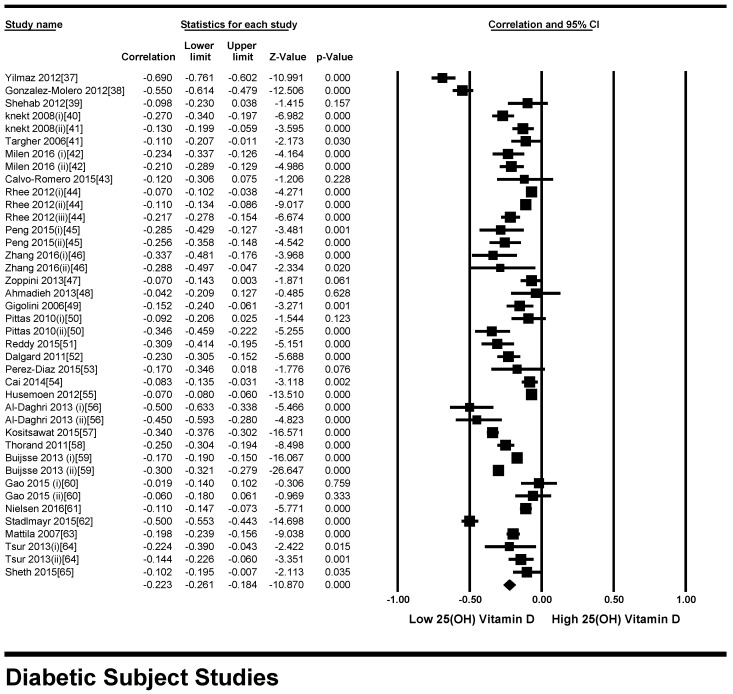 Study name Statistics for each study Correlation and 95% CI
Lower Upper
Correlation limit limit Z-Value p-Value
Yilmaz 2012[37] -0.690 -0.761 -0.602 -10.991 0.000
Gonzalez-Molero 2012[38] -0.550 -0.614 -0.479 -12.506 0.000
Shehab 2012[39] -0.098 -0.230 0.038 -1.415 0.157
knekt 2008(i)[40] -0.270 -0.340 -0.197 -6.982 0.000
knekt 2008(ii)[41] -0.130 -0.199 -0.059 -3.595 0.000
Targher 2006[41] -0.110 -0.207 -0.011 -2.173 0.030
Milen 2016 (i)[42] -0.234 -0.337 -0.126 -4.164 0.000
Milen 2016 (ii)[42] -0.210 -0.289 -0.129 -4.986 0.000
Calvo-Romero 2015[43] -0.120 -0.306 0.075 -1.206 0.228
Rhee 2012(i)[44] -0.070 -0.102 -0.038 -4.271 0.000
Rhee 2012(ii)[44] -0.110 -0.134 -0.086 -9.017 0.000
Rhee 2012(iii)[44] -0.217 -0.278 -0.154 -6.674 0.000
Peng 2015(i)[45] -0.285 -0.429 -0.127 -3.481 0.001
Peng 2015(ii)[45] -0.256 -0.358 -0.148 -4.542 0.000
Zhang 2016(i)[46] -0.337 -0.481 -0.176 -3.968 0.000
Zhang 2016(ii)[46] -0.288 -0.497 -0.047 -2.334 0.020
Zoppini 2013[47] -0.070 -0.143 0.003 -1.871 0.061
Ahmadieh 2013[48] -0.042 -0.209 0.127 -0.485 0.628
Gigolini 2006[49] -0.152 -0.240 -0.061 -3.271 0.001
Pittas 2010(i)[50] -0.092 -0.206 0.025 -1.544 0.123
Pittas 2010(ii)[50] -0.346 -0.459 -0.222 -5.255 0.000
Reddy 2015[51] -0.309 -0.414 -0.195 -5.151 0.000
Dalgard 2011[52] -0.230 -0.305 -0.152 -5.688 0.000
Perez-Diaz 2015[53] -0.170 -0.346 0.018 -1.776 0.076
Cai 2014[54] -0.083 -0.135 -0.031 -3.118 0.002
Husemoen 2012[55] -0.070 -0.080 -0.060 -13.510 0.000
Al-Daghri 2013 (i)[56] -0.500 -0.633 -0.338 -5.466 0.000
Al-Daghri 2013 (ii)[56] -0.450 -0.593 -0.280 -4.823 0.000
Kositsawat 2015[57] -0.340 -0.376 -0.302 -16.571 0.000
Thorand 2011[58] -0.250 -0.304 -0.194 -8.498 0.000
Buijsse 2013 (i)[59] -0.170 -0.190 -0.150 -16.067 0.000
Buijsse 2013 (ii)[59] -0.300 -0.321 -0.279 -26.647 0.000
Gao 2015 (i)[60] -0.019 -0.140 0.102 -0.306 0.759
Gao 2015 (ii)[60] -0.060 -0.180 0.061 -0.969 0.333
Nielsen 2016[61] -0.110 -0.147 -0.073 -5.771 0.000
Stadlmayr 2015[62] -0.500 -0.553 -0.443 -14.698 0.000
Mattila 2007[63] -0.198 -0.239 -0.156 -9.038 0.000
Tsur 2013(i)[64] -0.224 -0.390 -0.043 -2.422 0.015
Tsur 2013(ii)[64] -0.144 -0.226 -0.060 -3.351 0.001
Sheth 2015[65] -0.102 -0.195 -0.007 -2.113 0.035
-0.223 -0.261 -0.184 -10.870 0.000
-1.00 -0.50 0.00 0.50 1.00
Low 25(OH) Vitamin D High 25(OH) Vitamin D
Diabetic Subject Studies